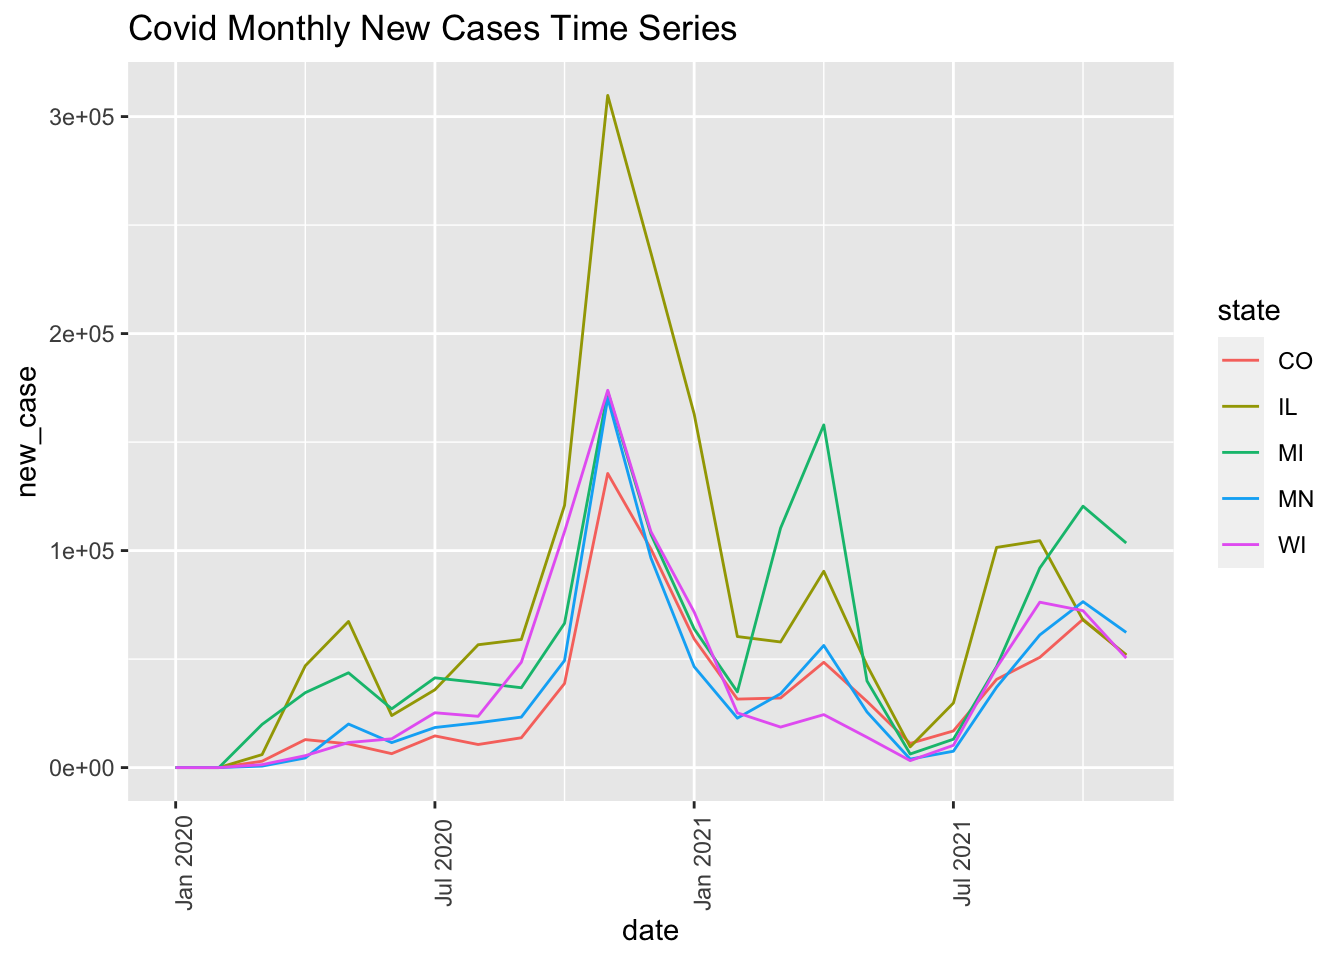 Covid Monthly New Cases Time Series
3e+05
2e+05
1e+05
0e+00
new_case
Jan 2020
Jul 2020
Jan 2021
Jul 2021
date
state
CO
IL
MI
MN
WI